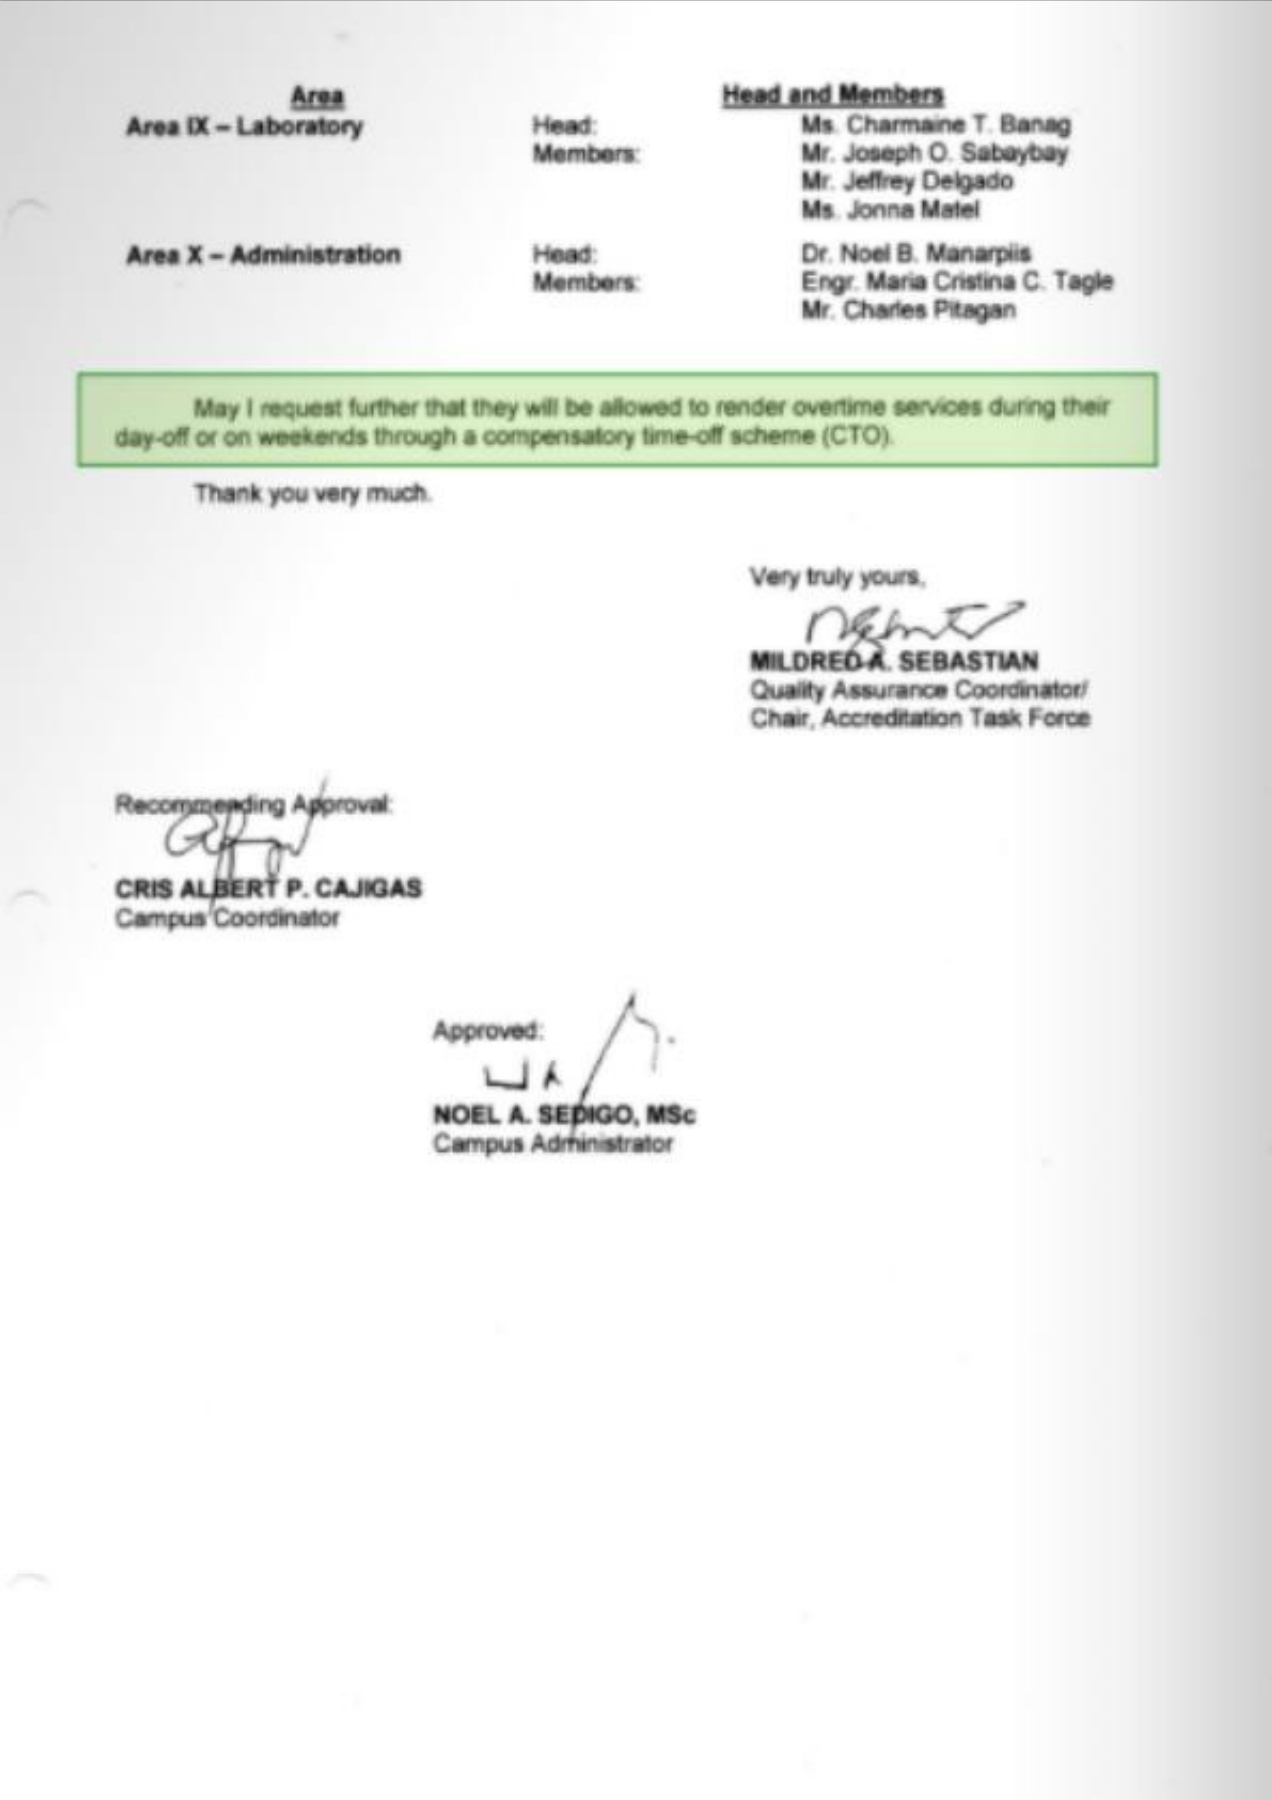 Area Head and Members
Area IX – Laboratory Head: Ms. Charmaine T. Banag
Members: Mr. Joseph O. Sabaybay
Mr. Jeffrey Delgado
Ms. Jonna Matel
Area X – Administration Head: Dr. Noel B. Manarpiis
Members: Engr. Maria Cristina C. Tagle
Mr. Charles Pitagan
May I request further that they will be allowed to render overtime services during their
day-off or on weekends through a compensatory time-off scheme (CTO).
Thank you very much.
Very truly yours,
MILDRED A. SEBASTIAN
Quality Assurance Coordinator/
Chair, Accreditation Task Force
Recommending Approval:
CRIS ALBERT P. CAJIGAS
Campus Coordinator
Approved:
NOEL A. SEDIGO, MSc
Campus Administrator